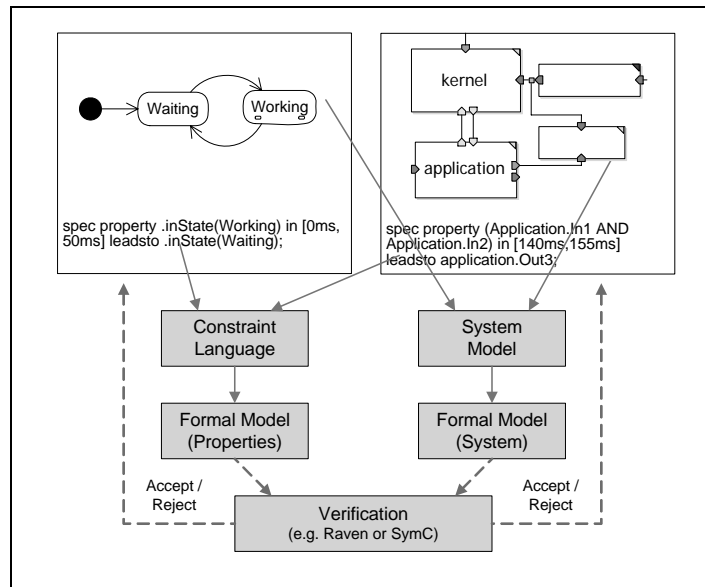 Waiting
Working
spec property .inState(Working) in [0ms,
50ms] leadsto .inState(Waiting);
kernel
application
spec property (Application.In1 AND
Application.In2) in [140ms,155ms]
leadsto application.Out3;
Constraint
Language
System
Model
Formal Model
(Properties)
Formal Model
(System)
Accept /
Reject
Accept /
Reject
Verification
(e.g. Raven or SymC)